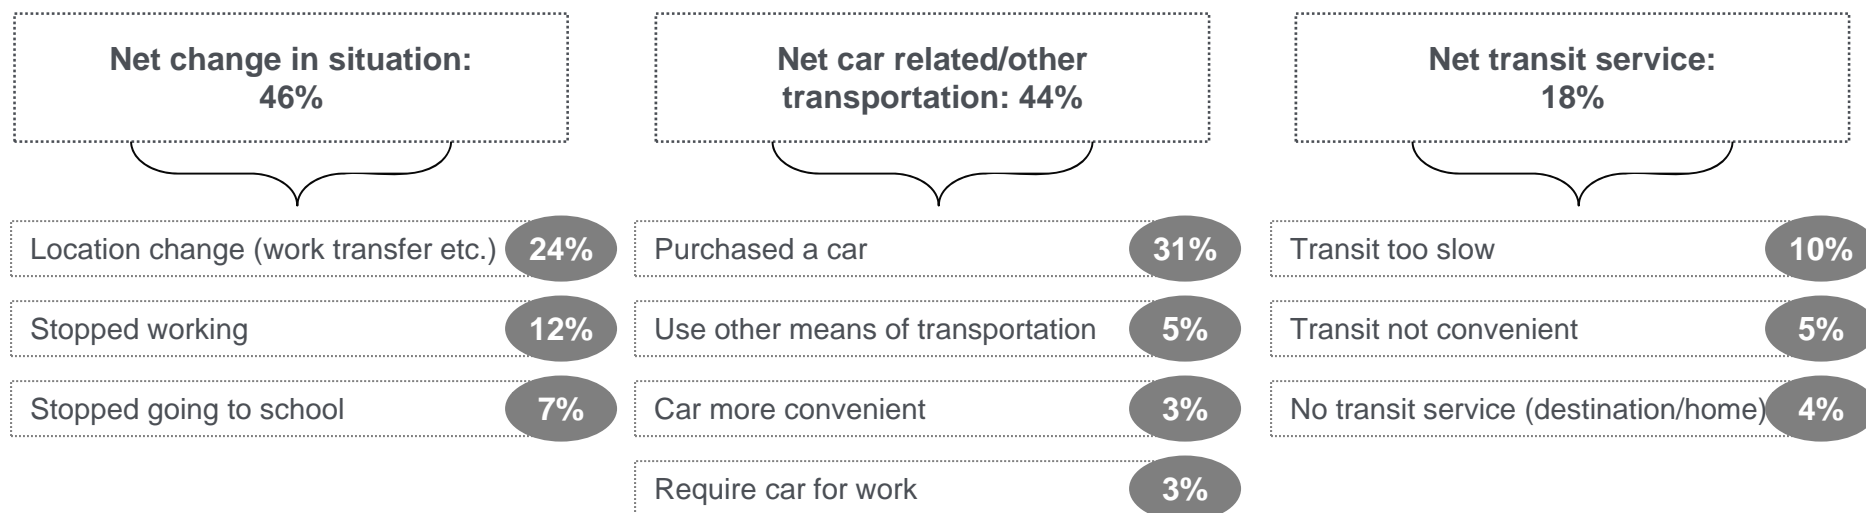 Net change in situation:
46%
Net car related/other
transportation: 44%
Net transit service:
18%
Location change (work transfer etc.) 24%
Stopped working 12%
Stopped going to school 7%
Purchased a car 31%
Use other means of transportation 5%
Car more convenient 3%
Require car for work 3%
Transit too slow 10%
Transit not convenient 5%
No transit service (destination/home) 4%